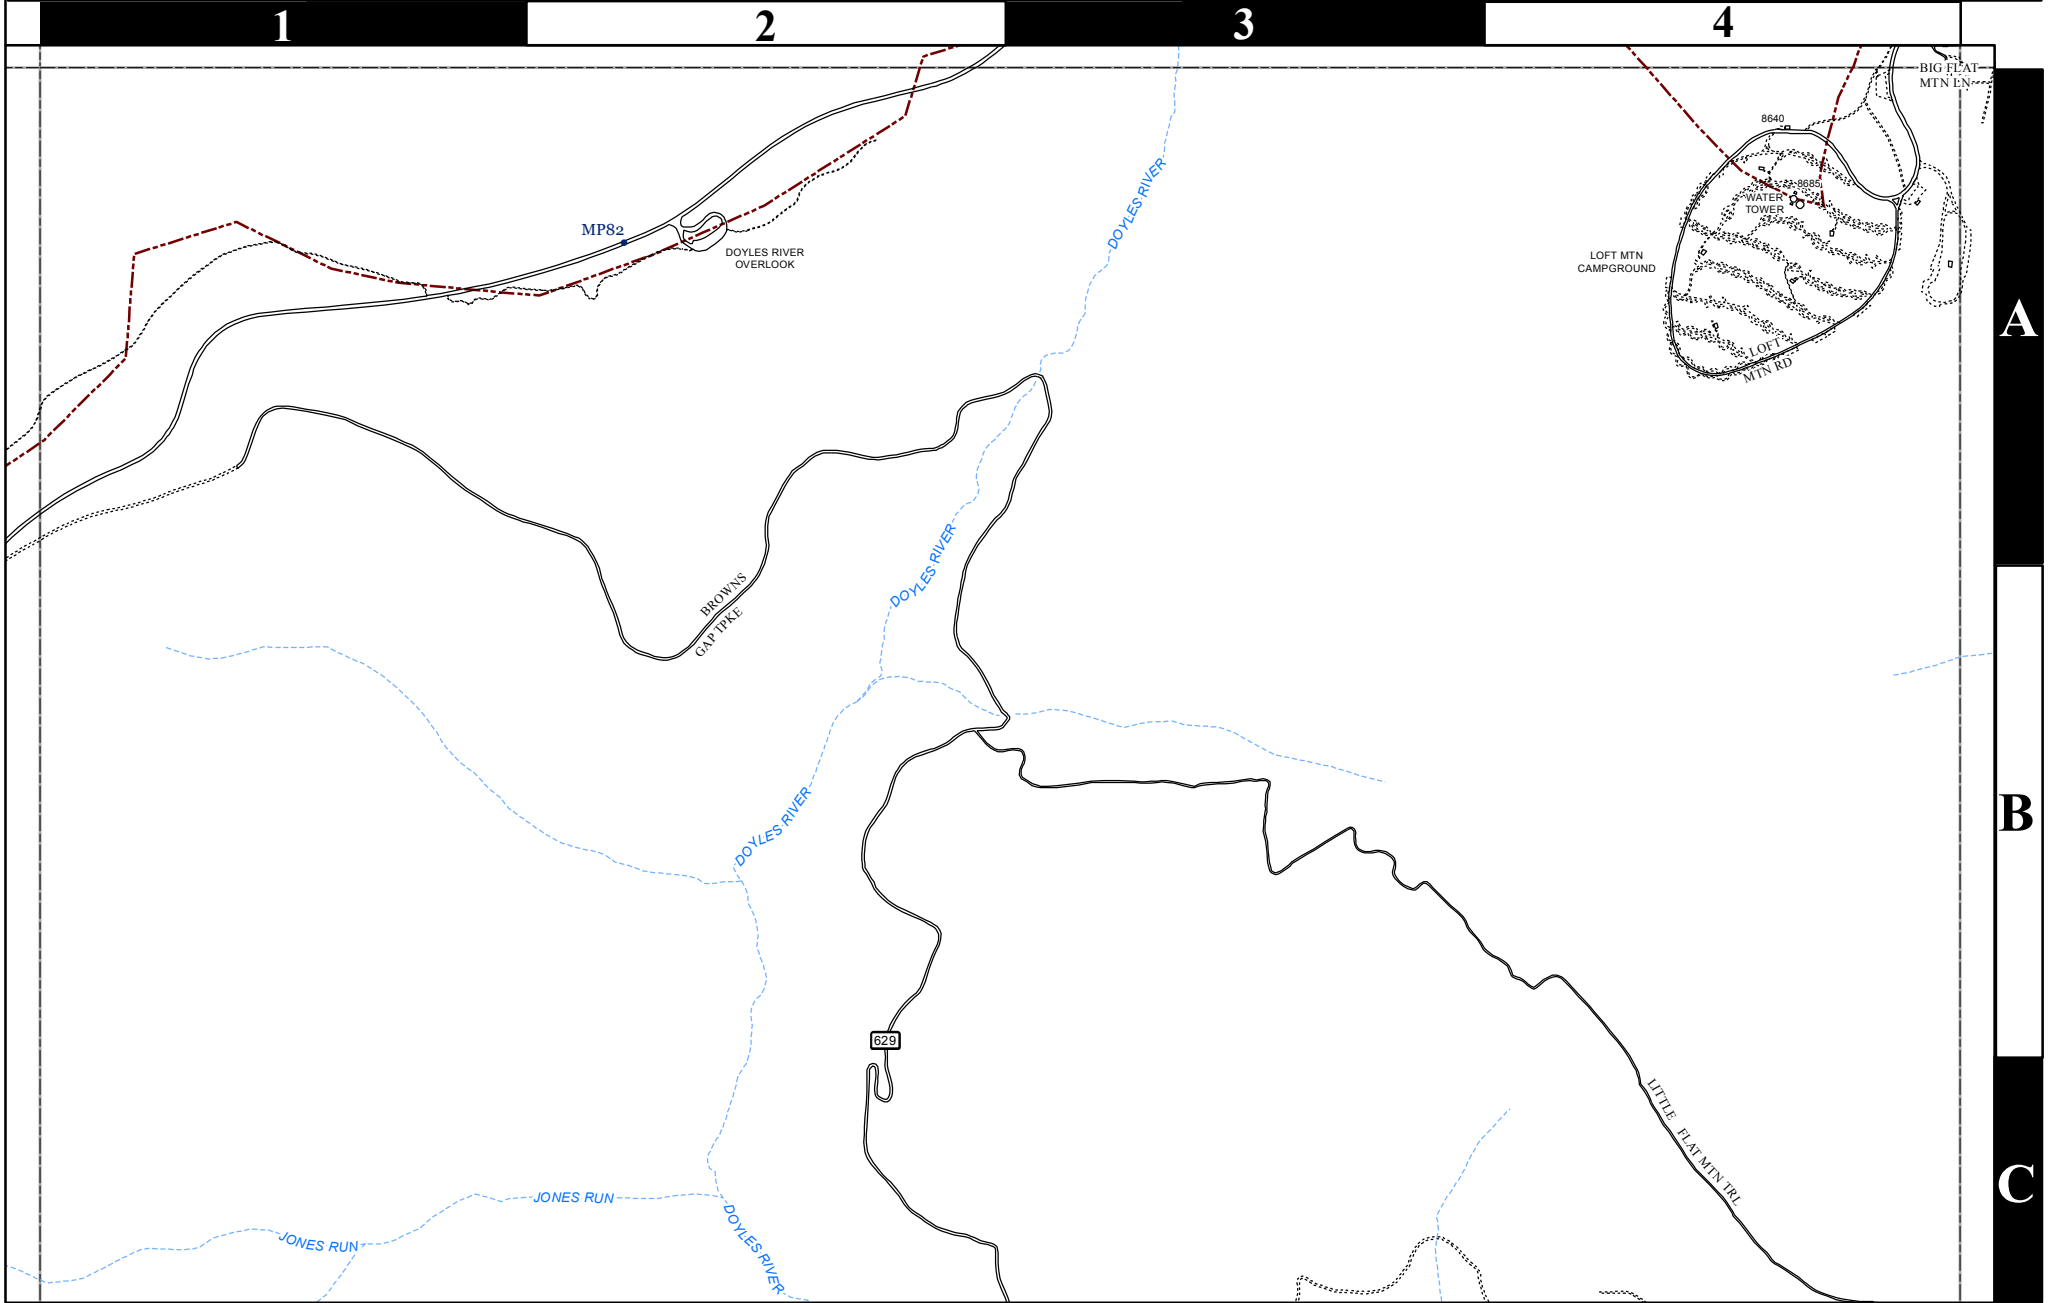 1
2
3
4
BIG FLAT
MTN LN
8640
DOYLES RIVER
8685
WATER
TOWER
MP82
DOYLES RIVER
OVERLOOK
LOFT MTN
CAMPGROUND
A
LOFT
MTN RD
DOYLES RIVER
BROWNS
GAP TPKE
B
DOYLES RIVER
629
LITTLE FLAT MTN TRL
C
JONES RUN
JONES RUN
DOYLES RIVER